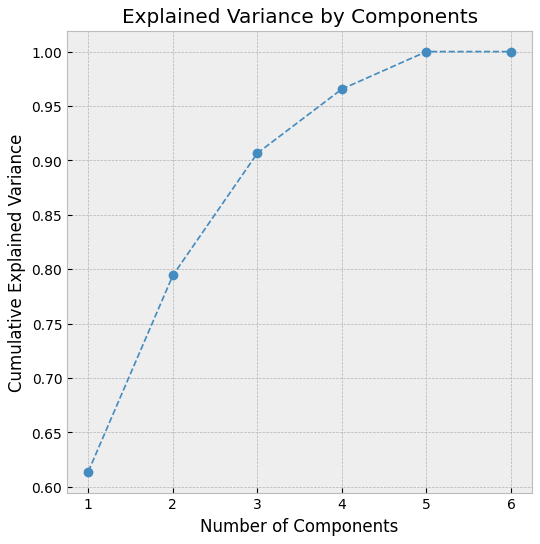 Explained Variance by Components
Cumulative Explained Variance
1.00
0.95
0.90
0.85
0.80
0.75
0.70
0.65
0.60
1 2 3 4 5 6
Number of Components